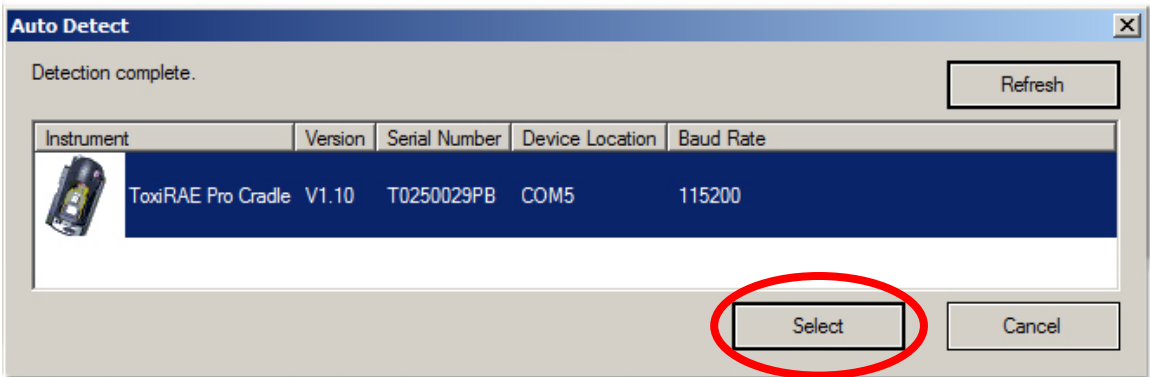 Auto Detect
Detection complete.
Refresh
Instrument Version Serial Number Device Location Baud Rate
ToxiRAE Pro Cradle V1.10 T0250029PB COM5 115200
Select Cancel